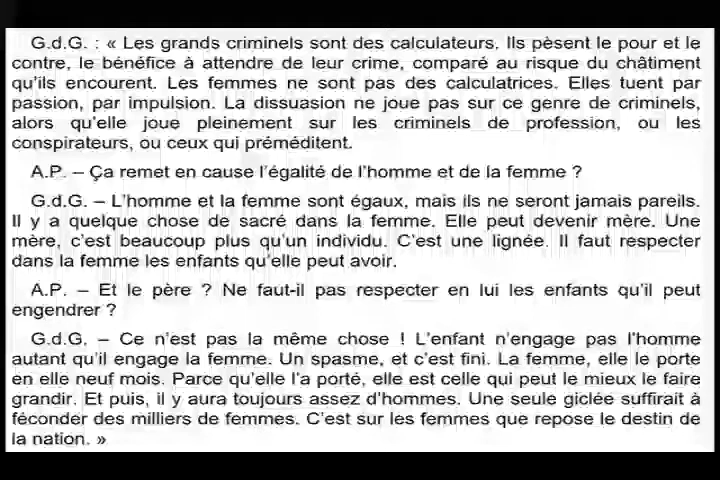 G.d.G. : « Les grands criminels sont des calculateurs. Ils pèsent le pour et le
contre, le bénéfice à attendre de leur crime, comparé au risque du châtiment
qu'ils encourent. Les femmes ne sont pas des calculatrices. Elles tuent par
passion, par impulsion. La dissuasion ne joue pas sur ce genre de criminels,
alors qu'elle joue pleinement sur les criminels de profession, ou les
conspirateurs, ou ceux qui préméditent.
A.P. – Ça remet en cause l'égalité de l'homme et de la femme ?
G.d.G. – L'homme et la femme sont égaux, mais ils ne seront jamais pareils.
Il y a quelque chose de sacré dans la femme. Elle peut devenir mère. Une
mère, c'est beaucoup plus qu'un individu. C'est une lignée. Il faut respecter
dans la femme les enfants qu'elle peut avoir.
A.P. – Et le père ? Ne faut-il pas respecter en lui les enfants qu'il peut
engendrer ?
G.d.G. – Ce n'est pas la même chose ! L'enfant n'engage pas l'homme
autant qu'il engage la femme. Un spasme, et c'est fini. La femme, elle le porte
en elle neuf mois. Parce qu'elle l'a porté, elle est celle qui peut le mieux le faire
grandir. Et puis, il y aura toujours assez d'hommes. Une seule giclée suffirait à
féconder des milliers de femmes. C'est sur les femmes que repose le destin de
la nation. »